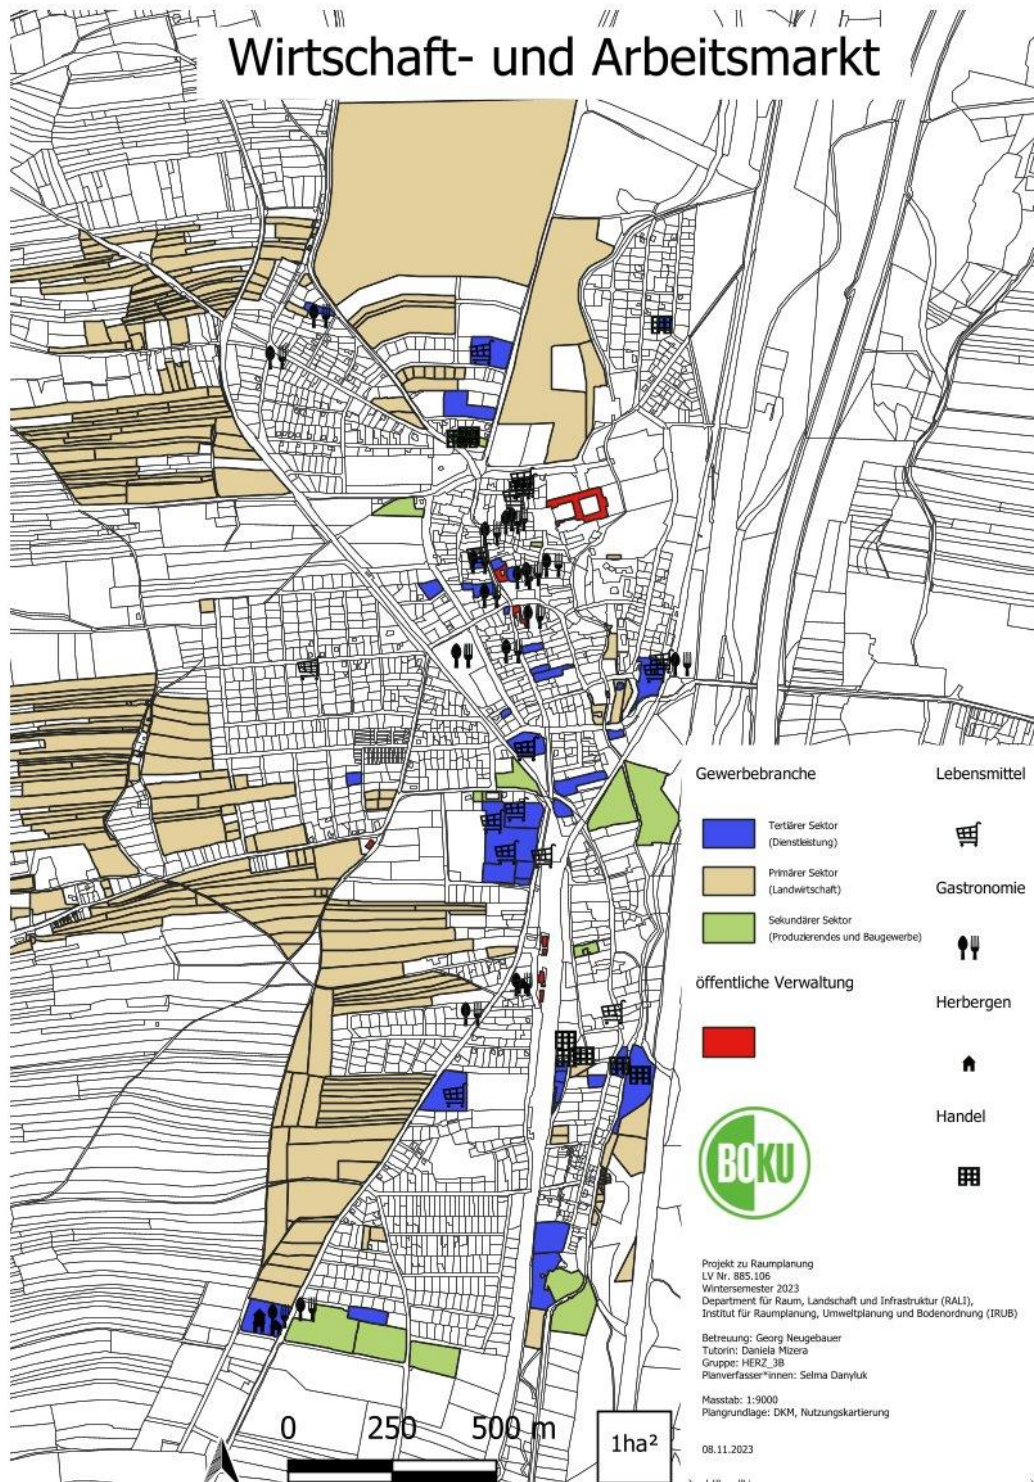 Wirtschaft- und Arbeitsmarkt
Gewerbebranche
Tertiärer Sektor
(Dienstleistung)
Primärer Sektor
(Landwirtschaft)
Sekundärer Sektor
(Produzierendes und Baugewerbe)
öffentliche Verwaltung
Lebensmittel
Gastronomie
Herbergen
Handel
BOKU
Projekt zu Raumplanung
LV Nr. 885.106
Wintersemester 2023
Department für Raum, Landschaft und Infrastruktur (RALI),
Institut für Raumplanung, Umweltplanung und Bodenordnung (IRUB)
Betreuung: Georg Neugebauer
Tutorin: Daniela Mizera
Gruppe: HERZ_3B
Planverfasser*innen: Selma Danyluk
Masstab: 1:9000
Plangrundlage: DKM, Nutzungskartierung
08.11.2023
0 250 500 m
1ha²